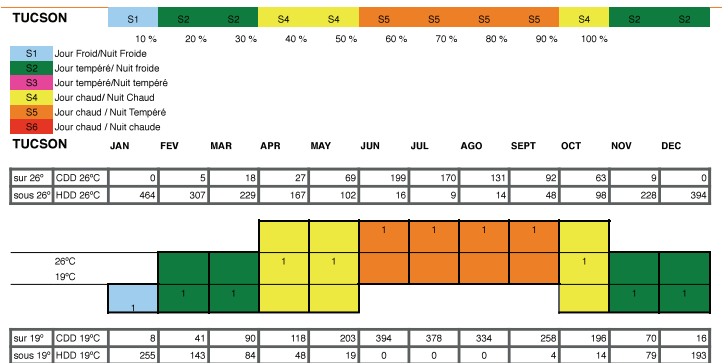 TUCSON S1 S2 S2 S4 S4 S5 S5 S5 S5 S4 S2 S2
10 % 20 % 30 % 40 % 50 % 60 % 70 % 80 % 90 % 100 %
S1 Jour Froid/Nuit Froide
S2 Jour tempéré/ Nuit froide
S3 Jour tempéré/Nuit tempéré
S4 Jour chaud/ Nuit Chaud
S5 Jour chaud / Nuit Tempéré
S6 Jour chaud / Nuit chaude
TUCSON JAN FEV MAR APR MAY JUN JUL AGO SEPT OCT NOV DEC
sur 26º CDD 26ºC 0 5 18 27 69 199 170 131 92 63 9 0
sous 26º HDD 26ºC 464 307 229 167 102 16 9 14 48 98 228 394
1 1 1 1
26ºC 1 1 1
19ºC
1 1 1 1
1
sur 19º CDD 19ºC 8 41 90 118 203 394 378 334 258 196 70 16
sous 19º HDD 19ºC 255 143 84 48 19 0 0 0 4 14 79 193